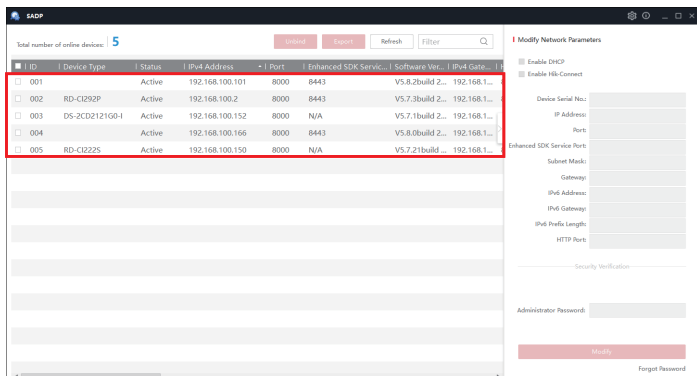 SADP
Total number of online devices: 5
Unbind Export Refresh Filter
ID Device Type Status IPv4 Address Port Enhanced SDK Servic... Software Ver... IPv4 Gate...
001 Active 192.168.100.101 8000 8443 V5.8.2build 2... 192.168.1...
002 RD-CI292P Active 192.168.100.2 8000 8443 V5.7.3build 2... 192.168.1...
003 DS-2CD2121G0-I Active 192.168.100.152 8000 N/A V5.7.1build 2... 192.168.1...
004 Active 192.168.100.166 8000 8443 V5.8.0build 2... 192.168.1...
005 RD-CI222S Active 192.168.100.150 8000 N/A V5.7.21build ... 192.168.1...
Modify Network Parameters
Enable DHCP
Enable Hik-Connect
Device Serial No.:
IP Address:
Port:
Enhanced SDK Service Port:
Subnet Mask:
Gateway:
IPv6 Address:
IPv6 Gateway:
IPv6 Prefix Length:
HTTP Port:
Security Verification
Administrator Password:
Modify
Forgot Password